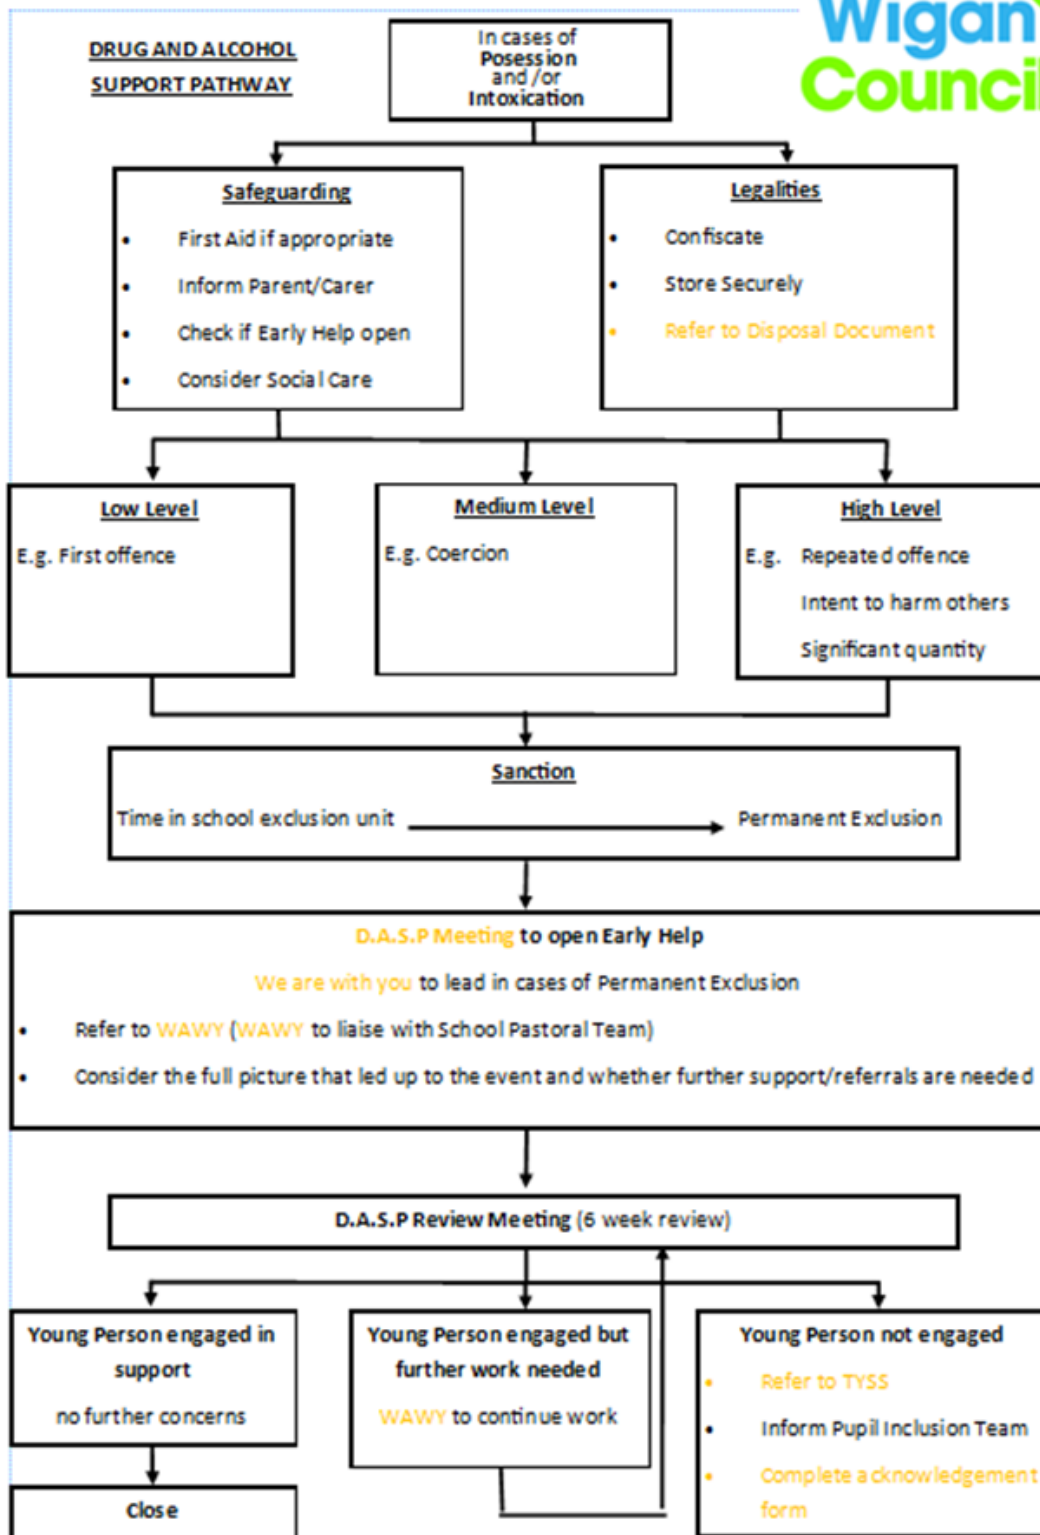 DRUG AND ALCOHOL
SUPPORT PATHWAY
In cases of
Posession
and /or
Intoxication
Wigan
Council
Safeguarding
• First Aid if appropriate
• Inform Parent/Carer
• Check if Early Help open
• Consider Social Care
Legalities
• Confiscate
• Store Securely
• Refer to Disposal Document
Low Level
E.g. First offence
Medium Level
E.g. Coercion
High Level
E.g. Repeated offence
Intent to harm others
Significant quantity
Sanction
Time in school exclusion unit
Permanent Exclusion
D.A.S.P Meeting to open Early Help
We are with you to lead in cases of Permanent Exclusion
• Refer to WAWY (WAWY to liaise with School Pastoral Team)
• Consider the full picture that led up to the event and whether further support/referrals are needed
D.A.S.P Review Meeting (6 week review)
Young Person engaged in
support
no further concerns
Close
Young Person engaged but
further work needed
WAWY to continue work
Young Person not engaged
• Refer to TYSS
• Inform Pupil Inclusion Team
• Complete acknowledgement
form